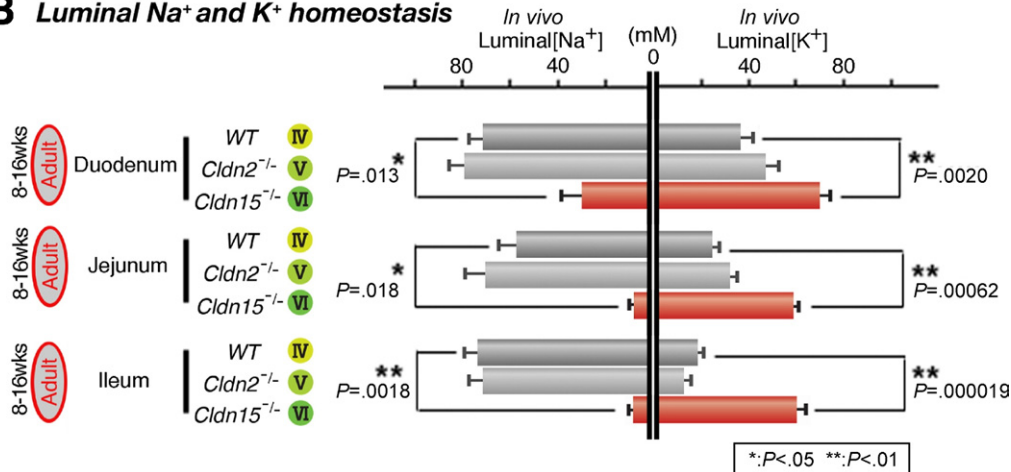 B Luminal Na⁺ and K⁺ homeostasis
In vivo
Luminal[Na⁺]
(mM)
In vivo
Luminal[K⁺]
80 40 0 40 80
8-16wks Adult Duodenum
WT IV
Cldn2⁻/⁻ V
Cldn15⁻/⁻ VI
* P=.013
** P=.0020
8-16wks Adult Jejunum
WT IV
Cldn2⁻/⁻ V
Cldn15⁻/⁻ VI
* P=.018
** P=.00062
8-16wks Adult Ileum
WT IV
Cldn2⁻/⁻ V
Cldn15⁻/⁻ VI
** P=.0018
** P=.000019
*:P<.05 **:P<.01